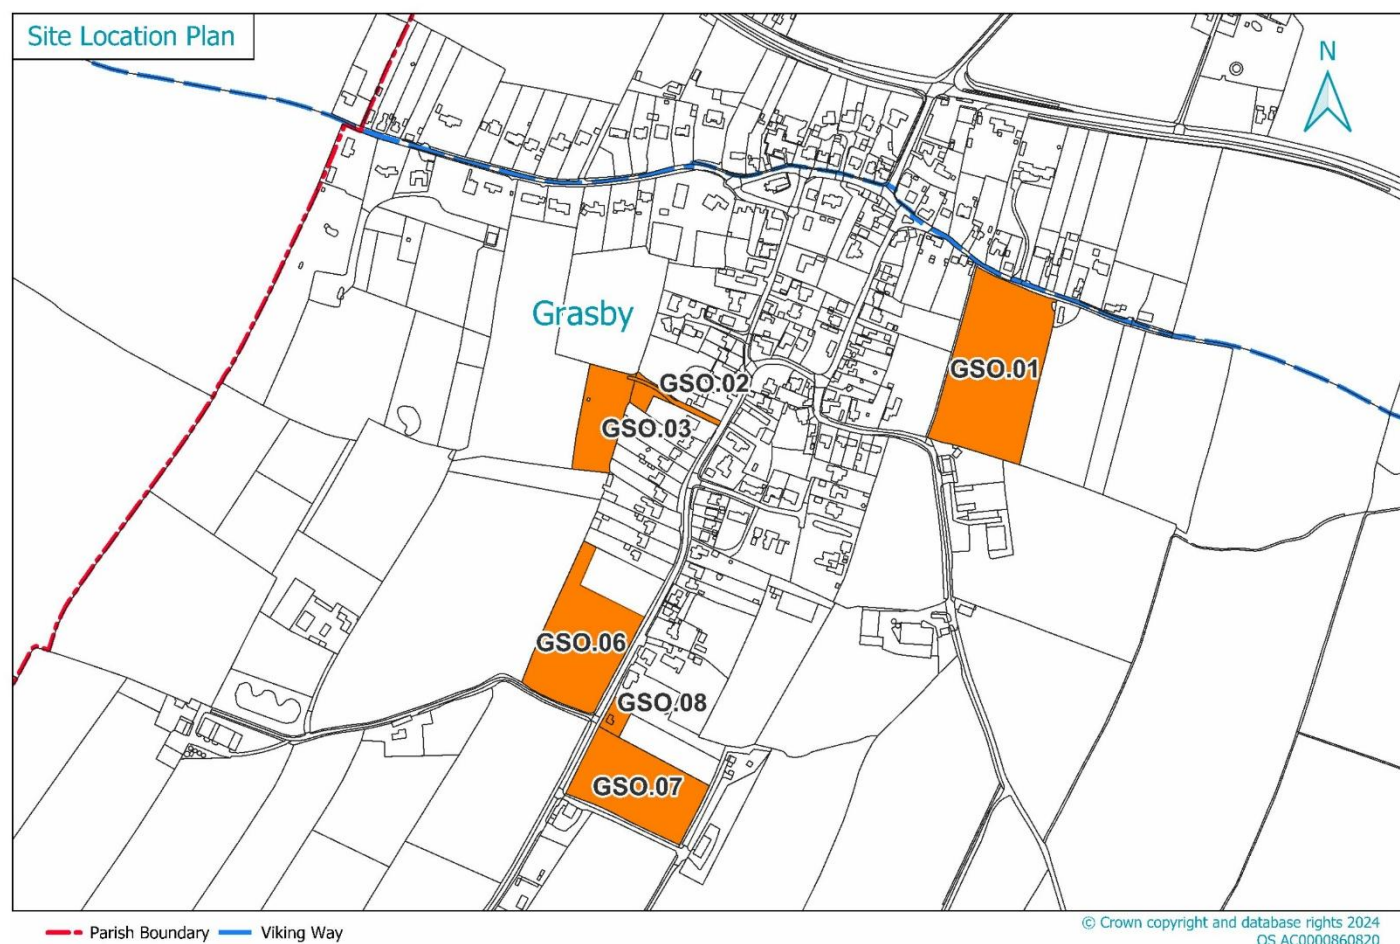 Site Location Plan
N
Grasby
GSO.01
GSO.02
GSO.03
GSO.06
GSO.08
GSO.07
Parish Boundary
Viking Way
© Crown copyright and database rights 2024
OS AC0000860820